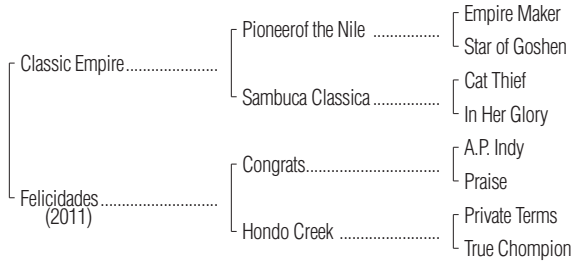 Empire Maker
Pioneerof the Nile ..................
Star of Goshen
Classic Empire.........................
Cat Thief
Sambuca Classica..................
In Her Glory
A.P. Indy
Congrats....................................
Praise
Felicidades................................
(2011)
Private Terms
Hondo Creek ...........................
True Chompion